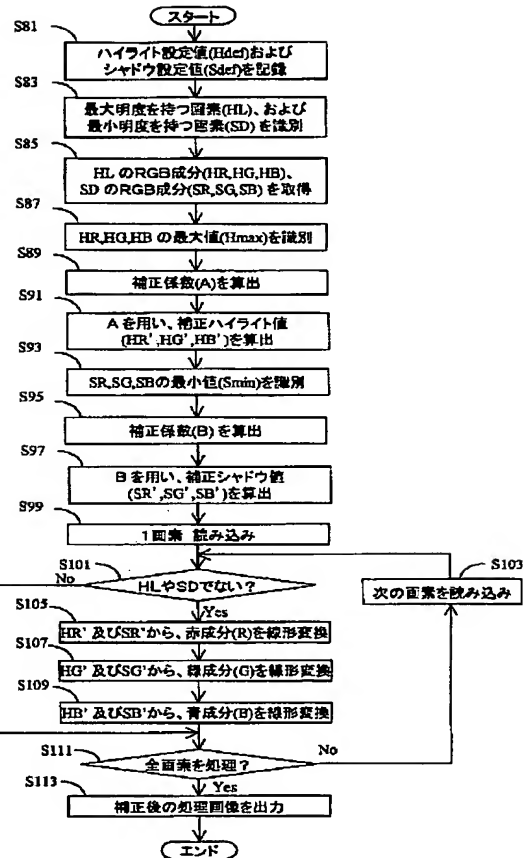 スタート
S81
ハイライト設定値(Hdef)および
シャドウ設定値(Sdef)を記録
S83
最大明度を持つ画素(HL)、および
最小明度を持つ画素(SD)を識別
S85
HLのRGB成分(HR,HG,HB)、
SDのRGB成分(SR,SG,SB)を取得
S87
HR,HG,HBの最大値(Hmax)を識別
S89
補正係数(A)を算出
S91
Aを用い、補正ハイライト値
(HR',HG',HB')を算出
S93
SR,SG,SBの最小値(Smin)を識別
S95
補正係数(B)を算出
S97
Bを用い、補正シャドウ値
(SR',SG',SB')を算出
S99
1画素 読み込み
S101
No
HLやSDでない?
Yes
S103
次の画素を読み込み
S105
HR'及びSR'から、赤成分(R)を線形変換
S107
HG'及びSG'から、緑成分(G)を線形変換
S109
HB'及びSB'から、青成分(B)を線形変換
S111
全画素を処理?
No
Yes
S113
補正後の処理画像を出力
エンド